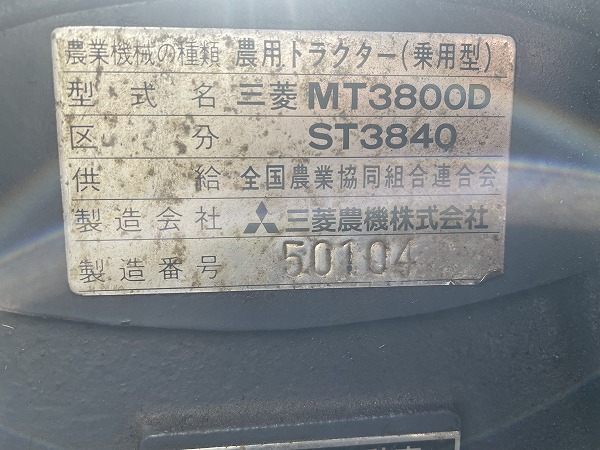 農業機械の種類 農用トラクター(乗用型)
型式名 三菱 MT3800D
区分 ST3840
供給 全国農業協同組合連合会
製造会社 三菱農機株式会社
製造番号 50104